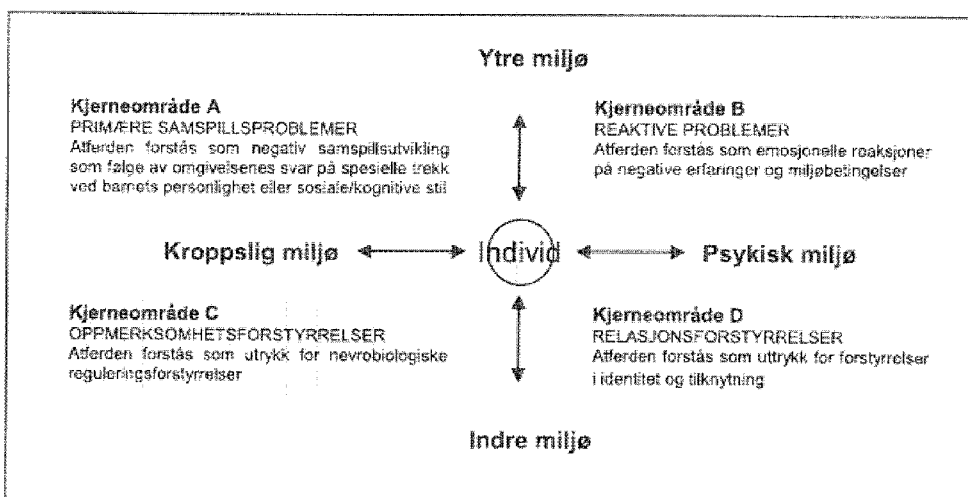 Ytre miljø
Kjerneområde A
PRIMÆRE SAMSPILLSPROBLEMER
Atferden forstås som negativ samspillsutvikling
som følge av omgivelsenes svar på spesielle trekk
ved barnets personlighet eller sosiale/kognitive stil
Kjerneområde B
REAKTIVE PROBLEMER
Atferden forstås som emosjonelle reaksjoner
på negative erfaringer og miljøbetingelser
Kroppslig miljø
Individ
Psykisk miljø
Kjerneområde C
OPPMERKSOMHETSFORSTYRRELSER
Atferden forstås som utrykk for nevrobiologiske
reguleringsforstyrrelser
Kjerneområde D
RELASJONSFORSTYRRELSER
Atferden forstås som uttrykk for forstyrrelser
i identitet og tilknytning
Indre miljø